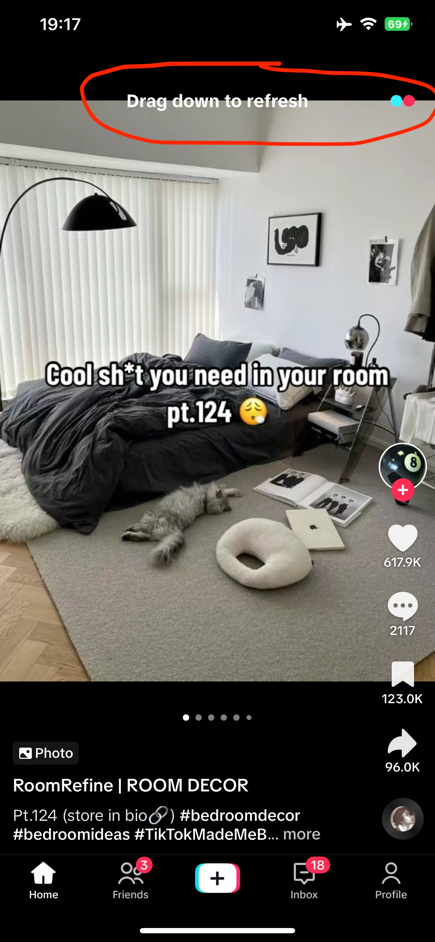 19:17
69
Drag down to refresh
Cool sh*t you need in your room
pt.124 😮‍💨
8
617.9K
2117
123.0K
96.0K
Photo
RoomRefine | ROOM DECOR
Pt.124 (store in bio🔗) #bedroomdecor
#bedroomideas #TikTokMadeMeB... more
Home
3
Friends
18
Inbox
Profile